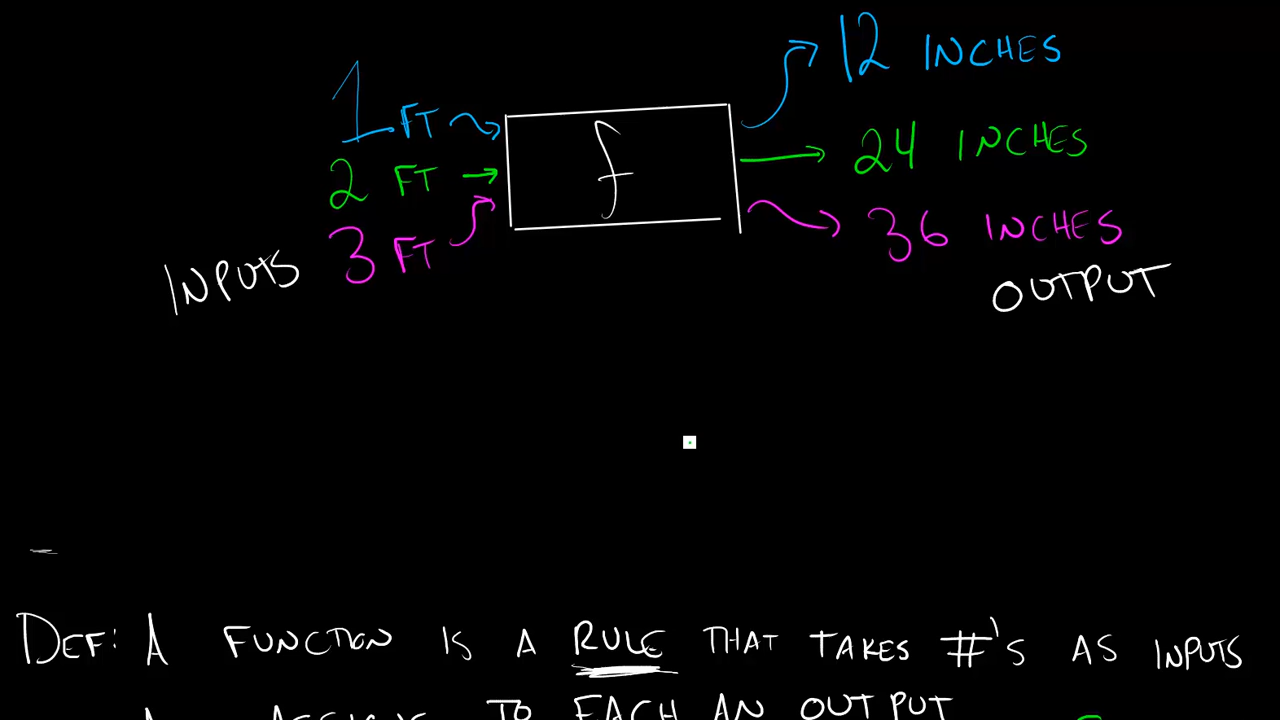 1 FT f 12 INCHES
2 FT 24 INCHES
3 FT 36 INCHES
INPUTS OUTPUT
DEF: A FUNCTION IS A RULE THAT TAKES #'S AS INPUTS
TO EACH AN OUTPUT